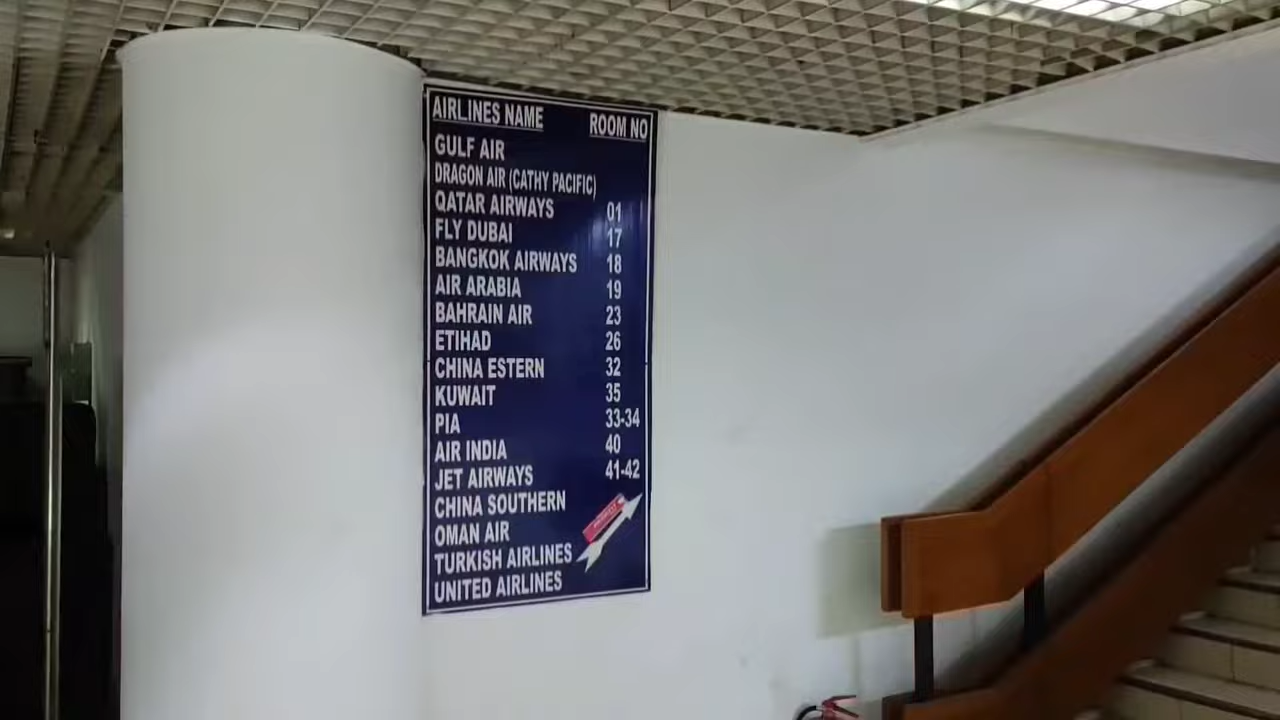 AIRLINES NAME ROOM NO
GULF AIR
DRAGON AIR (CATHY PACIFIC)
QATAR AIRWAYS 01
FLY DUBAI 17
BANGKOK AIRWAYS 18
AIR ARABIA 19
BAHRAIN AIR 23
ETIHAD 26
CHINA ESTERN 32
KUWAIT 35
PIA 33-34
AIR INDIA 40
JET AIRWAYS 41-42
CHINA SOUTHERN
OMAN AIR
TURKISH AIRLINES
UNITED AIRLINES